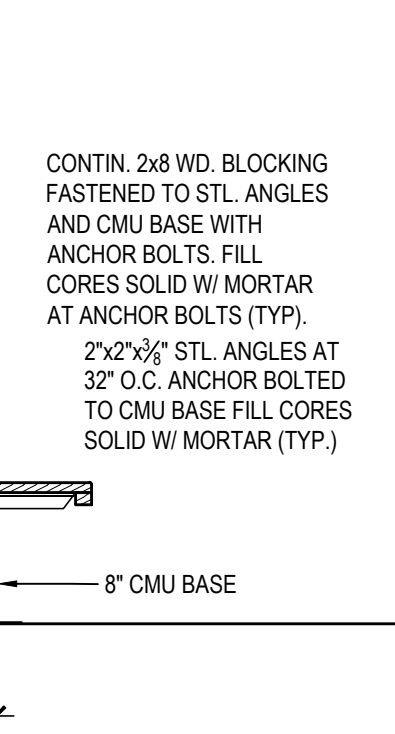 CONTIN. 2x8 WD. BLOCKING
FASTENED TO STL. ANGLES
AND CMU BASE WITH
ANCHOR BOLTS. FILL
CORES SOLID W/ MORTAR
AT ANCHOR BOLTS (TYP).
2"x2"x3⁄8" STL. ANGLES AT
32" O.C. ANCHOR BOLTED
TO CMU BASE FILL CORES
SOLID W/ MORTAR (TYP.)
8" CMU BASE